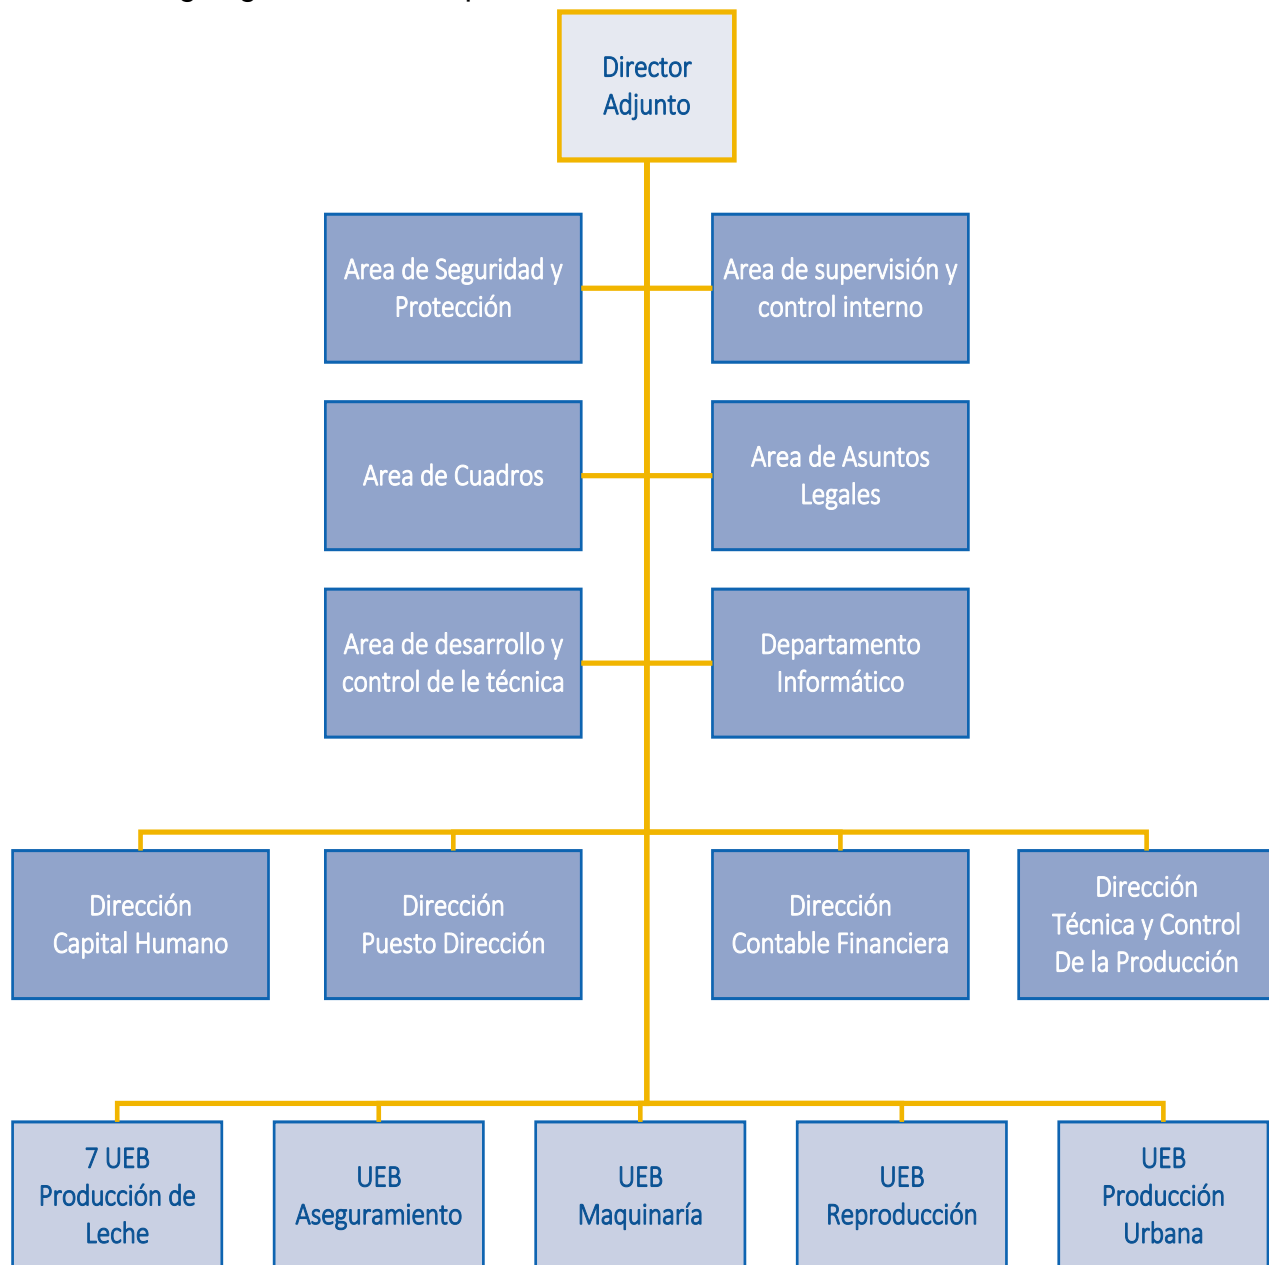 Director
Adjunto
Area de Seguridad y
Protección
Area de supervisión y
control interno
Area de Cuadros
Area de Asuntos
Legales
Area de desarrollo y
control de le técnica
Departamento
Informático
Dirección
Capital Humano
Dirección
Puesto Dirección
Dirección
Contable Financiera
Dirección
Técnica y Control
De la Producción
7 UEB
Producción de
Leche
UEB
Aseguramiento
UEB
Maquinaría
UEB
Reproducción
UEB
Producción
Urbana